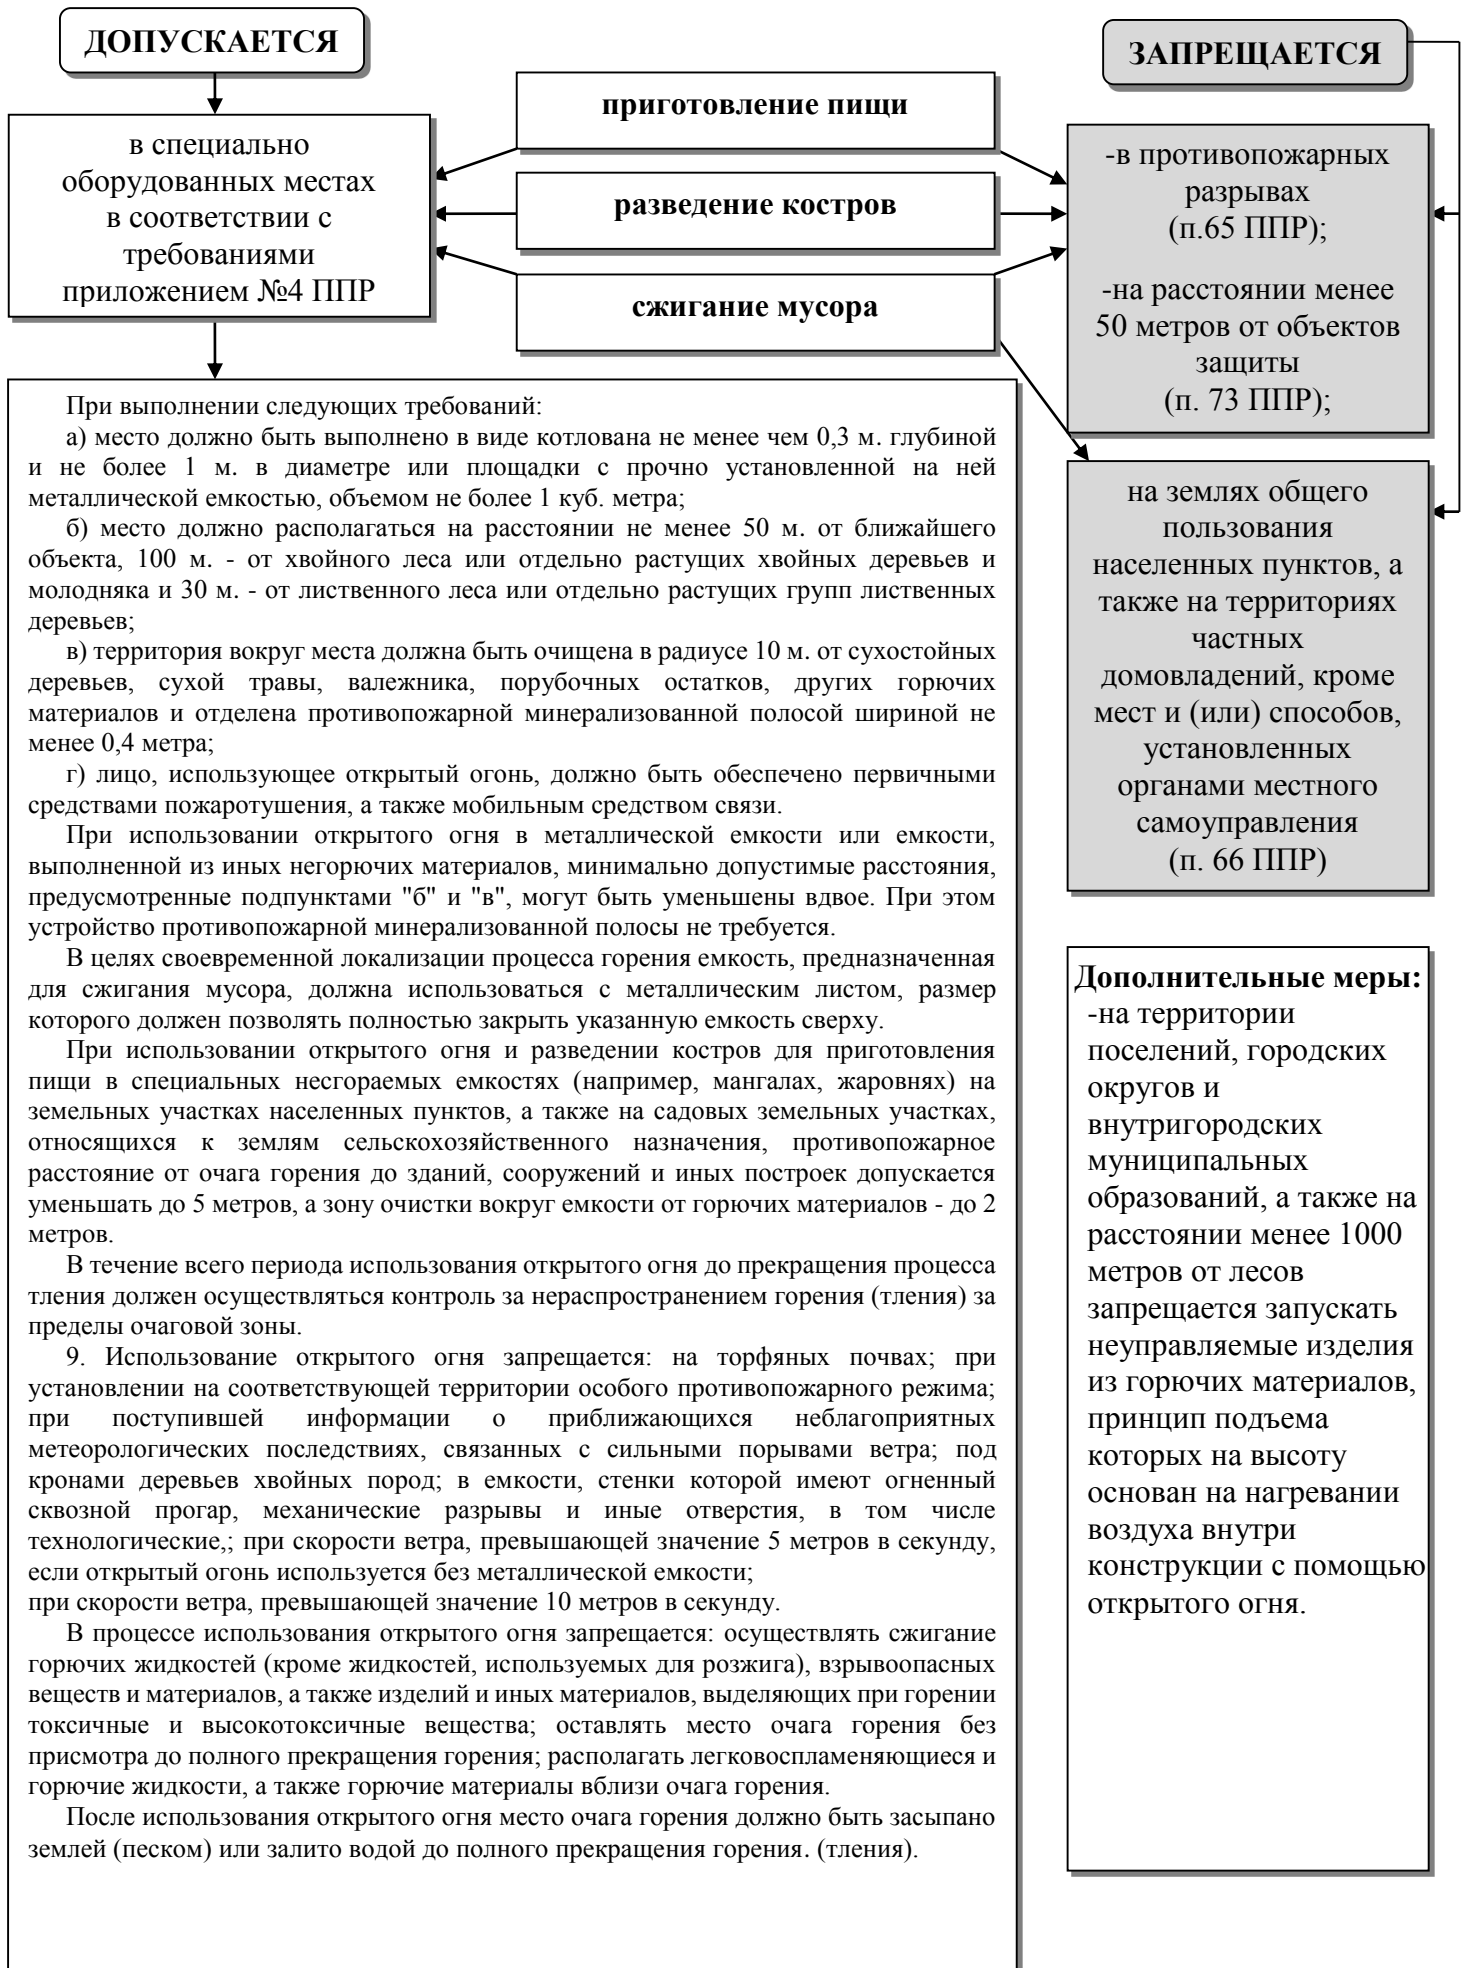 ДОПУСКАЕТСЯ
ЗАПРЕЩАЕТСЯ
в специально
оборудованных местах
в соответствии с
требованиями
приложением №4 ППР
приготовление пищи
разведение костров
сжигание мусора
-в противопожарных
разрывах
(п.65 ППР);
-на расстоянии менее
50 метров от объектов
защиты
(п. 73 ППР);
на землях общего
пользования
населенных пунктов, а
также на территориях
частных
домовладений, кроме
мест и (или) способов,
установленных
органами местного
самоуправления
(п. 66 ППР)
При выполнении следующих требований:
а) место должно быть выполнено в виде котлована не менее чем 0,3 м. глубиной
и не более 1 м. в диаметре или площадки с прочно установленной на ней
металлической емкостью, объемом не более 1 куб. метра;
б) место должно располагаться на расстоянии не менее 50 м. от ближайшего
объекта, 100 м. - от хвойного леса или отдельно растущих хвойных деревьев и
молодняка и 30 м. - от лиственного леса или отдельно растущих групп лиственных
деревьев;
в) территория вокруг места должна быть очищена в радиусе 10 м. от сухостойных
деревьев, сухой травы, валежника, порубочных остатков, других горючих
материалов и отделена противопожарной минерализованной полосой шириной не
менее 0,4 метра;
г) лицо, использующее открытый огонь, должно быть обеспечено первичными
средствами пожаротушения, а также мобильным средством связи.
При использовании открытого огня в металлической емкости или емкости,
выполненной из иных негорючих материалов, минимально допустимые расстояния,
предусмотренные подпунктами "б" и "в", могут быть уменьшены вдвое. При этом
устройство противопожарной минерализованной полосы не требуется.
В целях своевременной локализации процесса горения емкость, предназначенная
для сжигания мусора, должна использоваться с металлическим листом, размер
которого должен позволять полностью закрыть указанную емкость сверху.
При использовании открытого огня и разведении костров для приготовления
пищи в специальных несгораемых емкостях (например, мангалах, жаровнях) на
земельных участках населенных пунктов, а также на садовых земельных участках,
относящихся к землям сельскохозяйственного назначения, противопожарное
расстояние от очага горения до зданий, сооружений и иных построек допускается
уменьшать до 5 метров, а зону очистки вокруг емкости от горючих материалов - до 2
метров.
В течение всего периода использования открытого огня до прекращения процесса
тления должен осуществляться контроль за нераспространением горения (тления) за
пределы очаговой зоны.
9. Использование открытого огня запрещается: на торфяных почвах; при
установлении на соответствующей территории особого противопожарного режима;
при поступившей информации о приближающихся неблагоприятных
метеорологических последствиях, связанных с сильными порывами ветра; под
кронами деревьев хвойных пород; в емкости, стенки которой имеют огненный
сквозной прогар, механические разрывы и иные отверстия, в том числе
технологические,; при скорости ветра, превышающей значение 5 метров в секунду,
если открытый огонь используется без металлической емкости;
при скорости ветра, превышающей значение 10 метров в секунду.
В процессе использования открытого огня запрещается: осуществлять сжигание
горючих жидкостей (кроме жидкостей, используемых для розжига), взрывоопасных
веществ и материалов, а также изделий и иных материалов, выделяющих при горении
токсичные и высокотоксичные вещества; оставлять место очага горения без
присмотра до полного прекращения горения; располагать легковоспламеняющиеся и
горючие жидкости, а также горючие материалы вблизи очага горения.
После использования открытого огня место очага горения должно быть засыпано
землей (песком) или залито водой до полного прекращения горения. (тления).
Дополнительные меры:
-на территории
поселений, городских
округов и
внутригородских
муниципальных
образований, а также на
расстоянии менее 1000
метров от лесов
запрещается запускать
неуправляемые изделия
из горючих материалов,
принцип подъема
которых на высоту
основан на нагревании
воздуха внутри
конструкции с помощью
открытого огня.